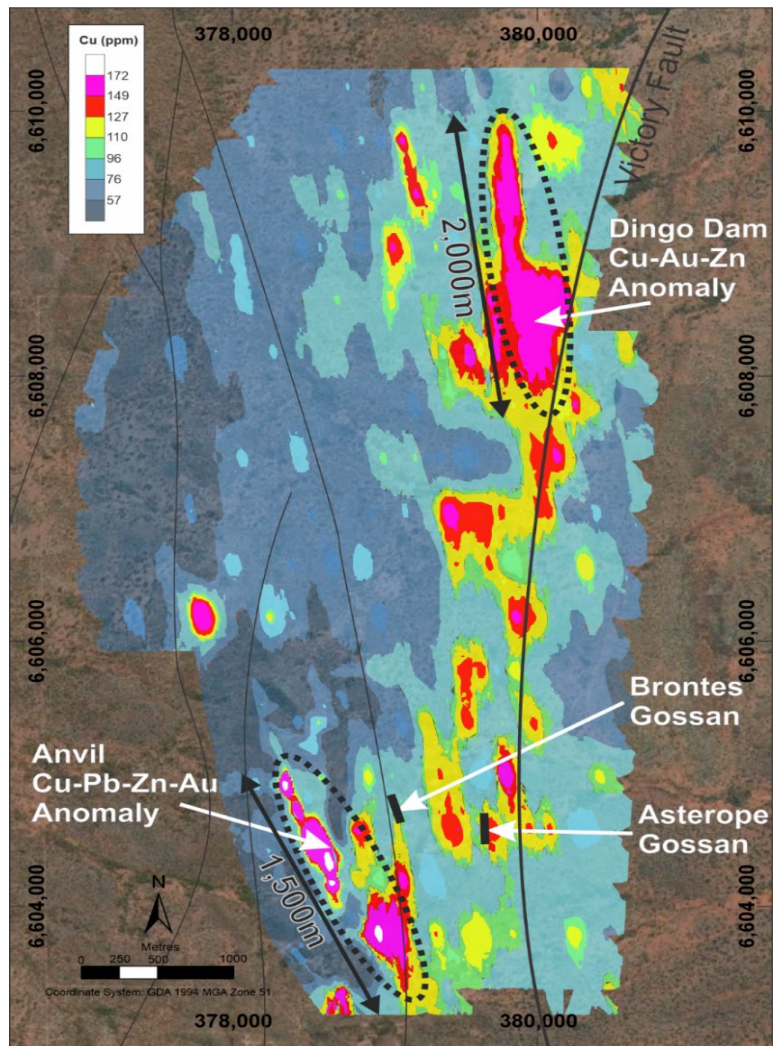 378,000
380,000
Cu (ppm)
172
149
127
110
96
76
57
6,610,000
6,610,000
Victory Fault
2,000m
Dingo Dam
Cu-Au-Zn
Anomaly
6,608,000
6,608,000
6,606,000
6,606,000
Brontes
Gossan
Anvil
Cu-Pb-Zn-Au
Anomaly
Asterope
Gossan
1,500m
6,604,000
6,604,000
N
Metres
0 250 500 1000
Coordinate System: GDA 1994 MGA Zone 51
378,000
380,000